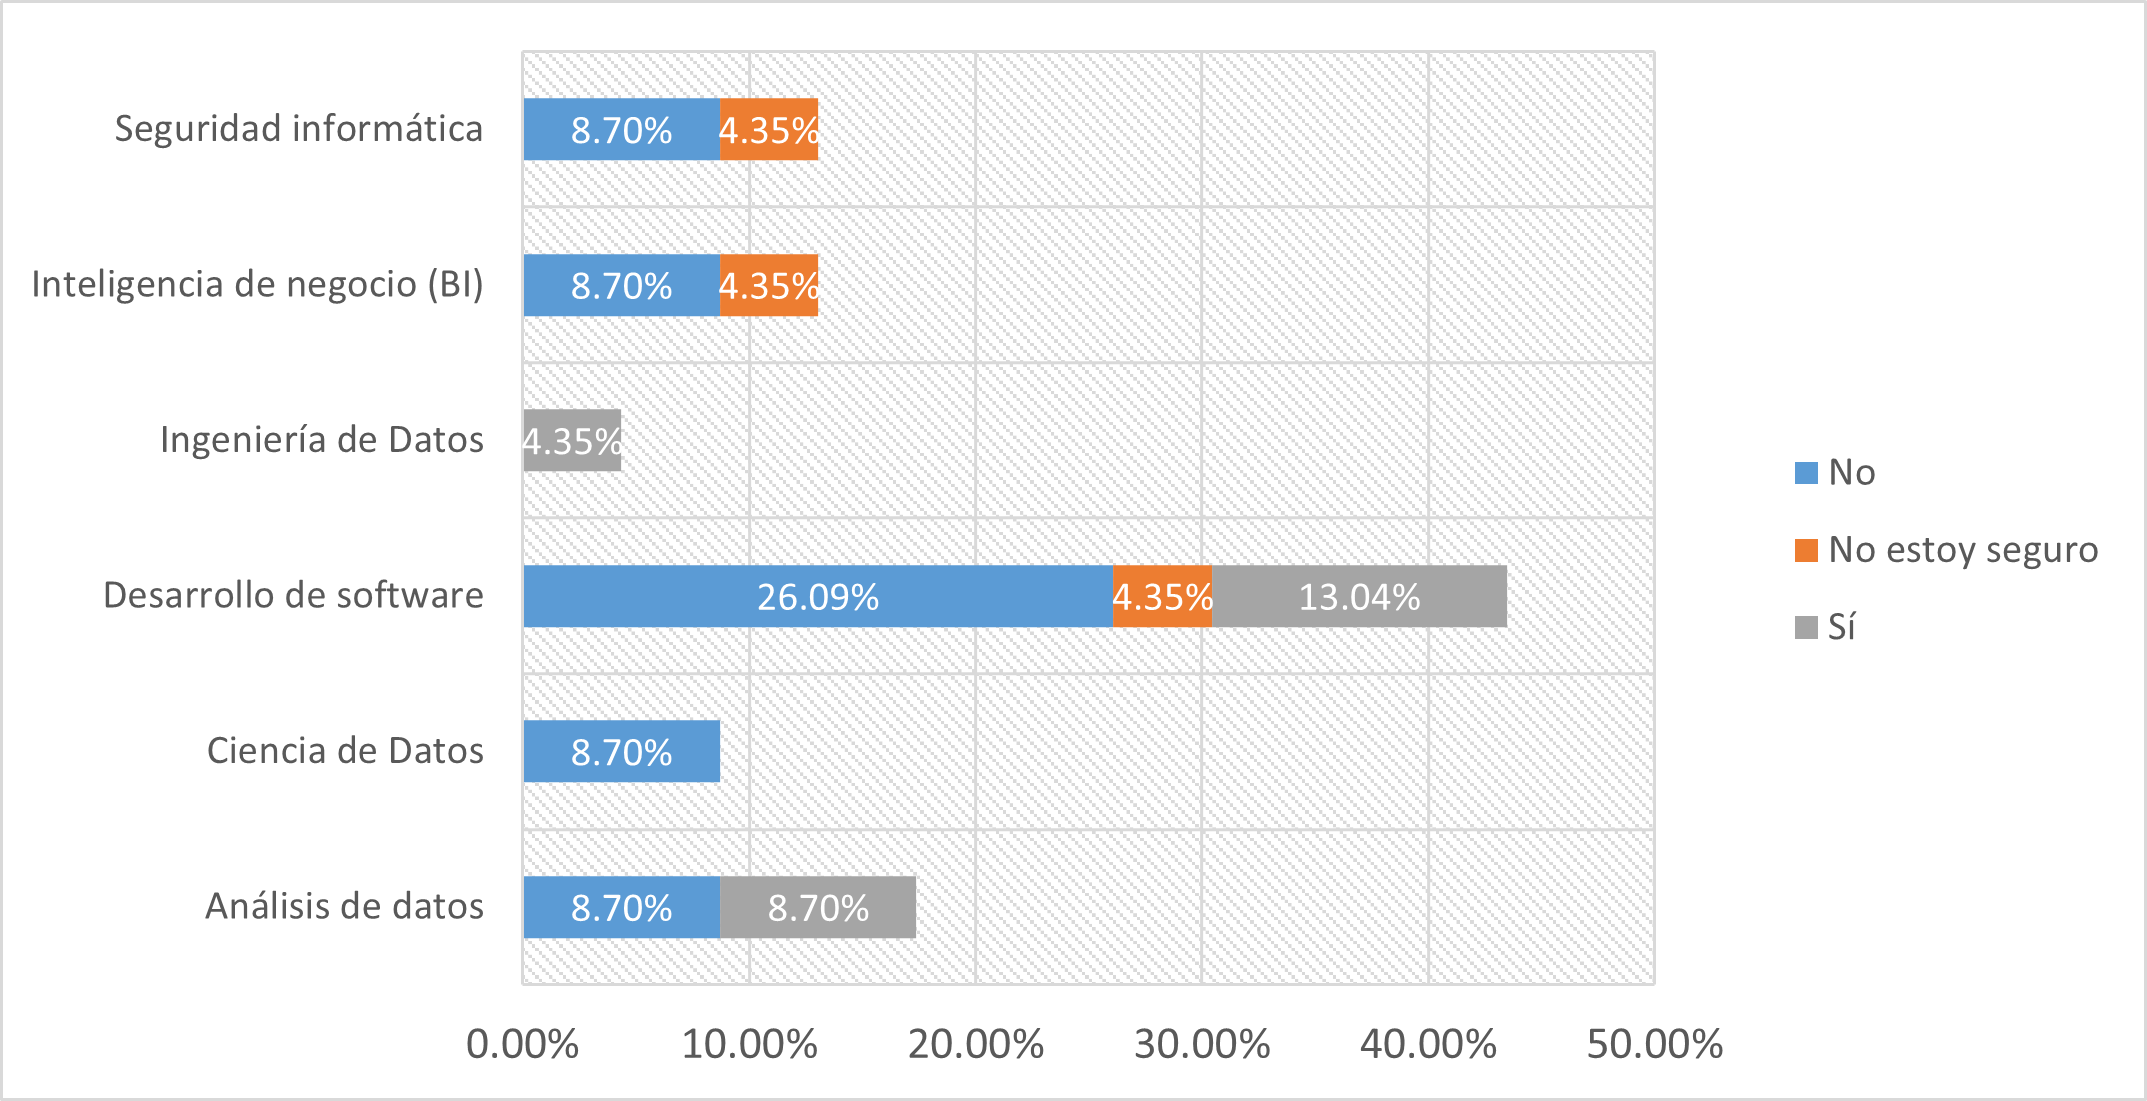 Seguridad informática
8.70% 4.35%
Inteligencia de negocio (BI)
8.70% 4.35%
Ingeniería de Datos
4.35%
Desarrollo de software
26.09% 4.35% 13.04%
Ciencia de Datos
8.70%
Análisis de datos
8.70% 8.70%
0.00% 10.00% 20.00% 30.00% 40.00% 50.00%
No
No estoy seguro
Sí